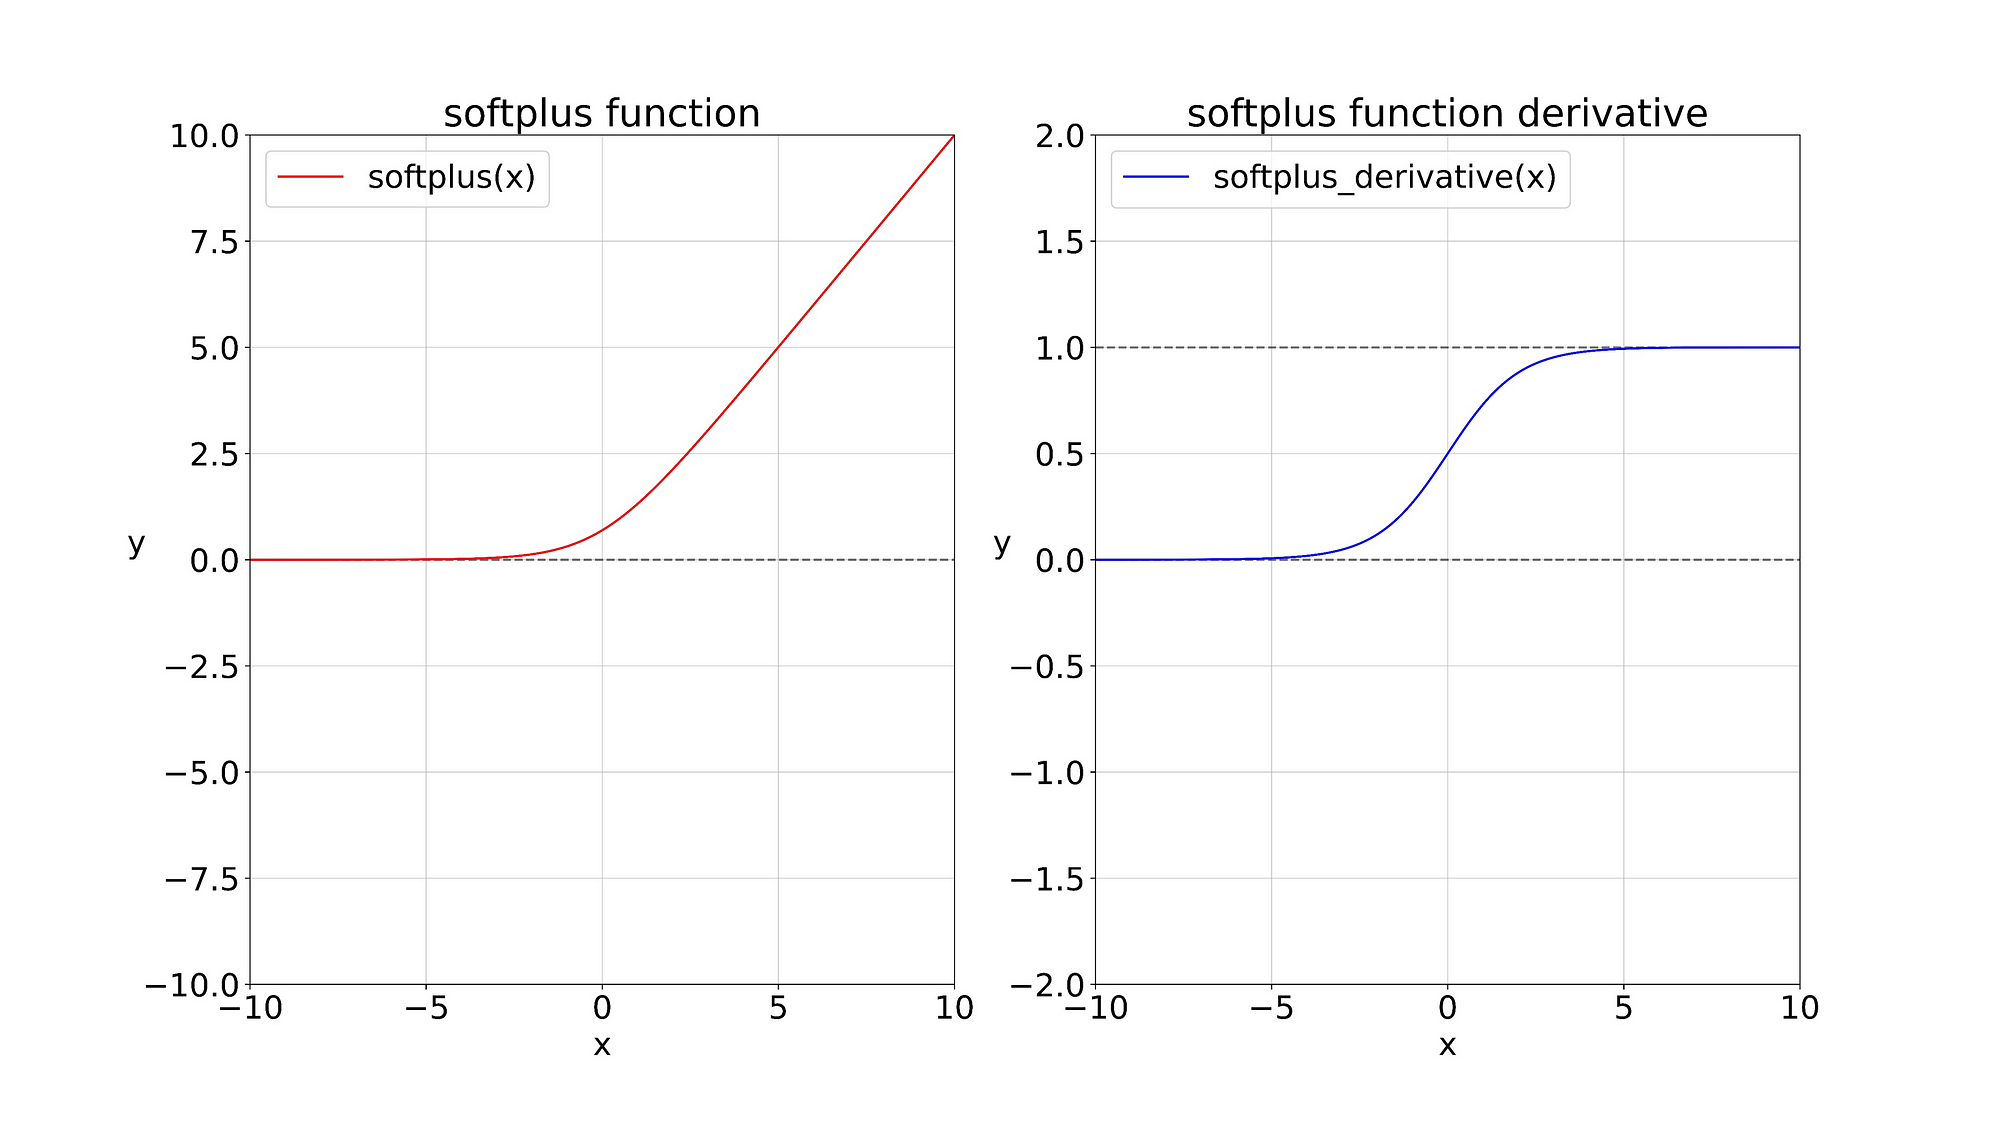 softplus function
softplus(x)
10.0
7.5
5.0
2.5
0.0
−2.5
−5.0
−7.5
−10.0
y
−10 −5 0 5 10
x
softplus function derivative
softplus_derivative(x)
2.0
1.5
1.0
0.5
0.0
−0.5
−1.0
−1.5
−2.0
y
−10 −5 0 5 10
x